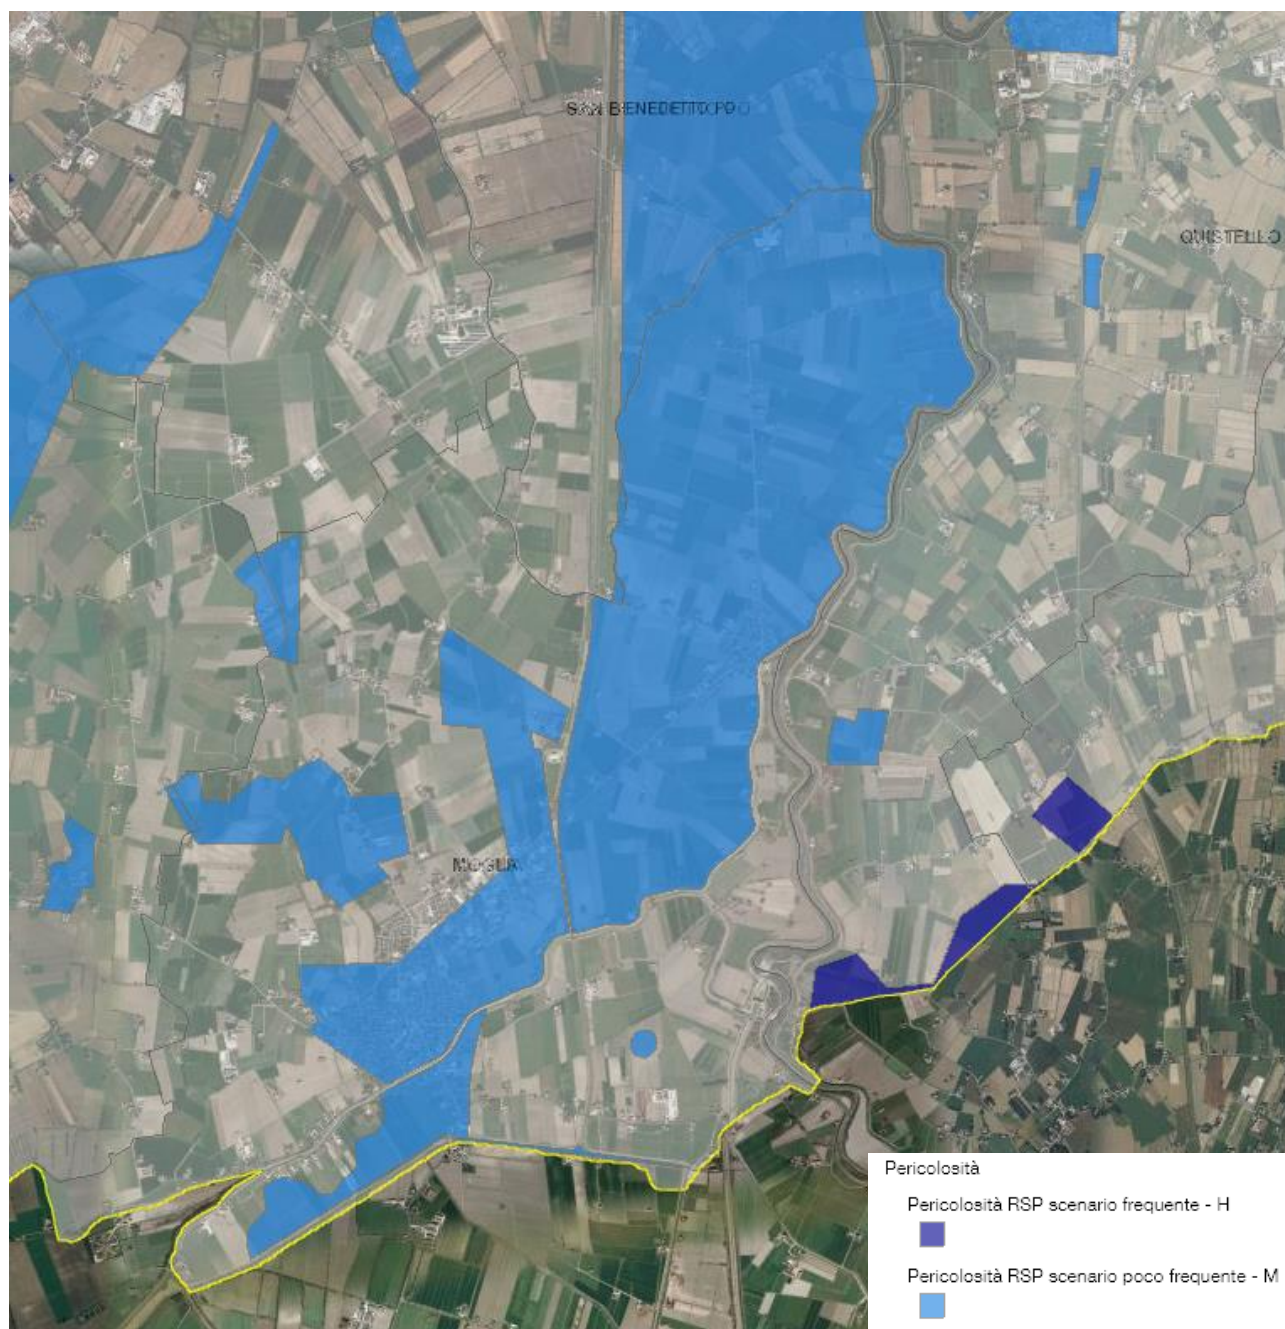 SAN BENEDETTO PO
QUISTELLO
MOGLIA
Pericolosità
Pericolosità RSP scenario frequente - H
Pericolosità RSP scenario poco frequente - M